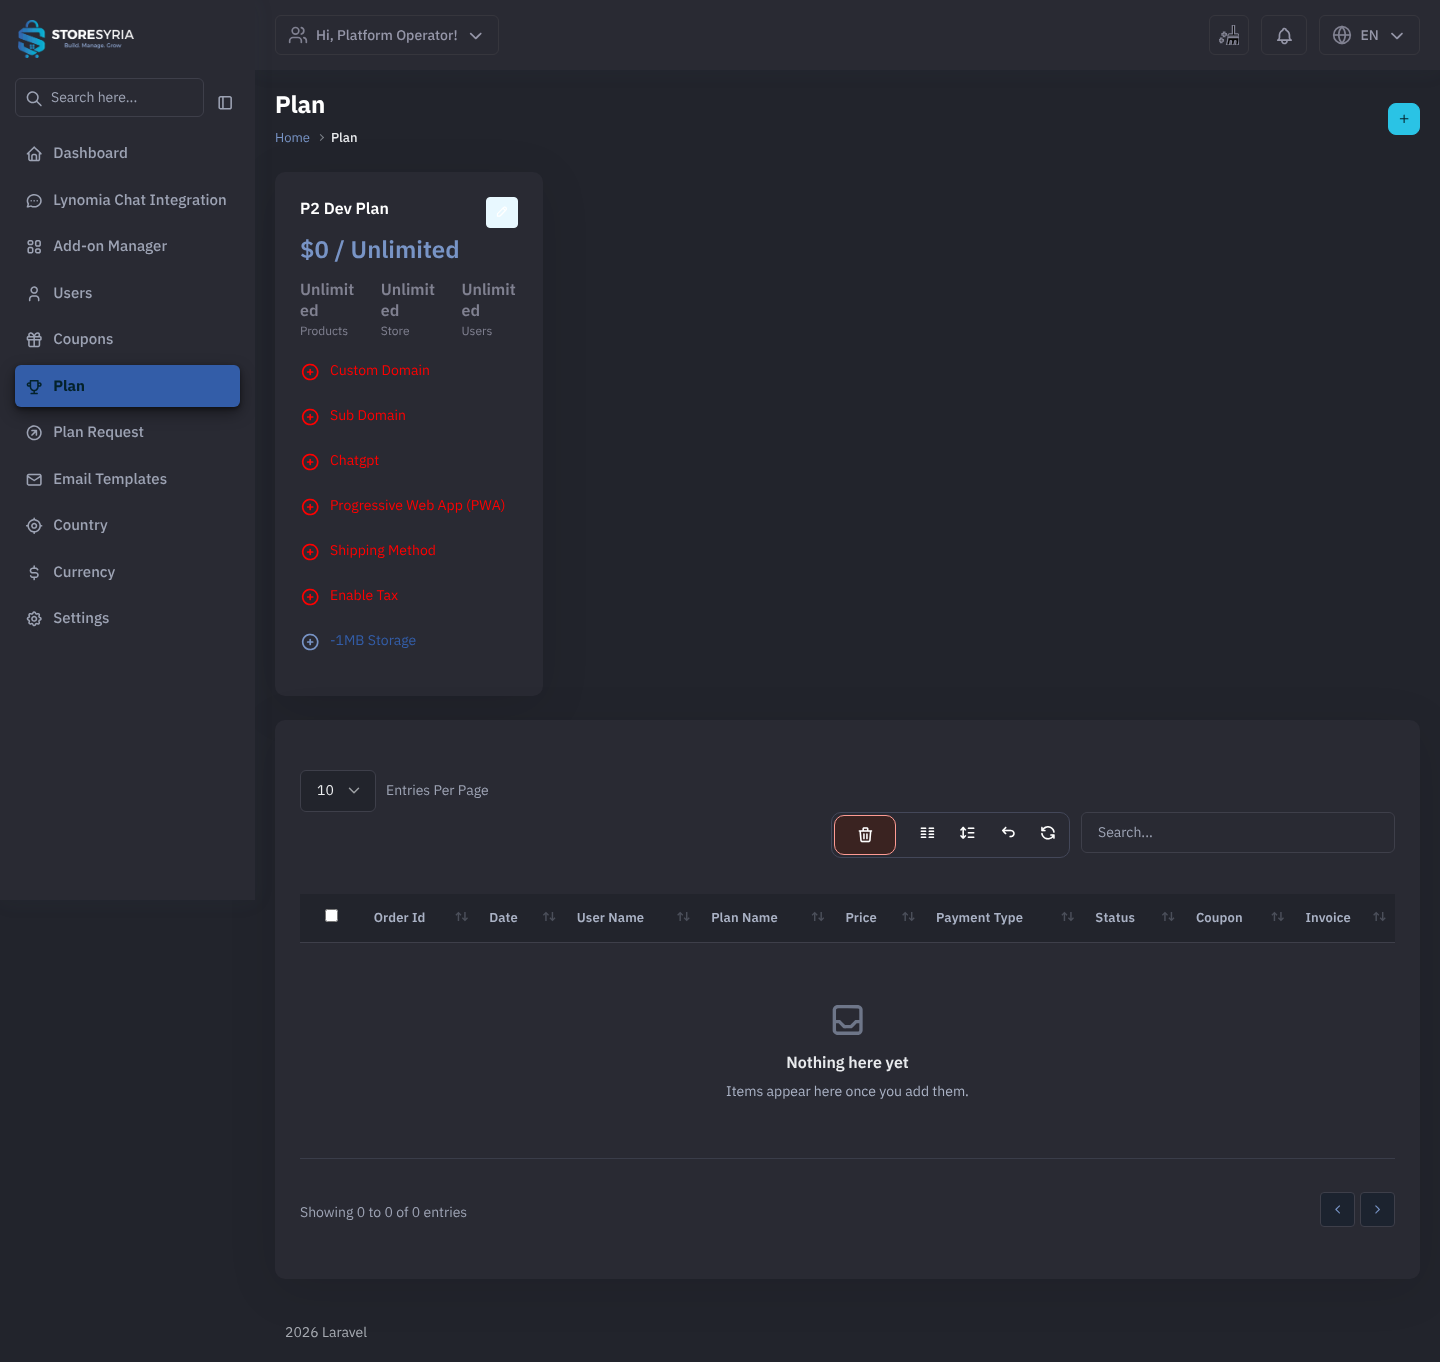 STORESYRIA
Build. Manage. Grow
Hi, Platform Operator!
EN
Search here...
Dashboard
Lynomia Chat Integration
Add-on Manager
Users
Coupons
Plan
Plan Request
Email Templates
Country
Currency
Settings
Plan
Home > Plan
+
P2 Dev Plan
$0 / Unlimited
Unlimit
ed
Products
Unlimit
ed
Store
Unlimit
ed
Users
Custom Domain
Sub Domain
Chatgpt
Progressive Web App (PWA)
Shipping Method
Enable Tax
-1MB Storage
10 Entries Per Page
Search...
Order Id Date User Name Plan Name Price Payment Type Status Coupon Invoice
Nothing here yet
Items appear here once you add them.
Showing 0 to 0 of 0 entries
2026 Laravel